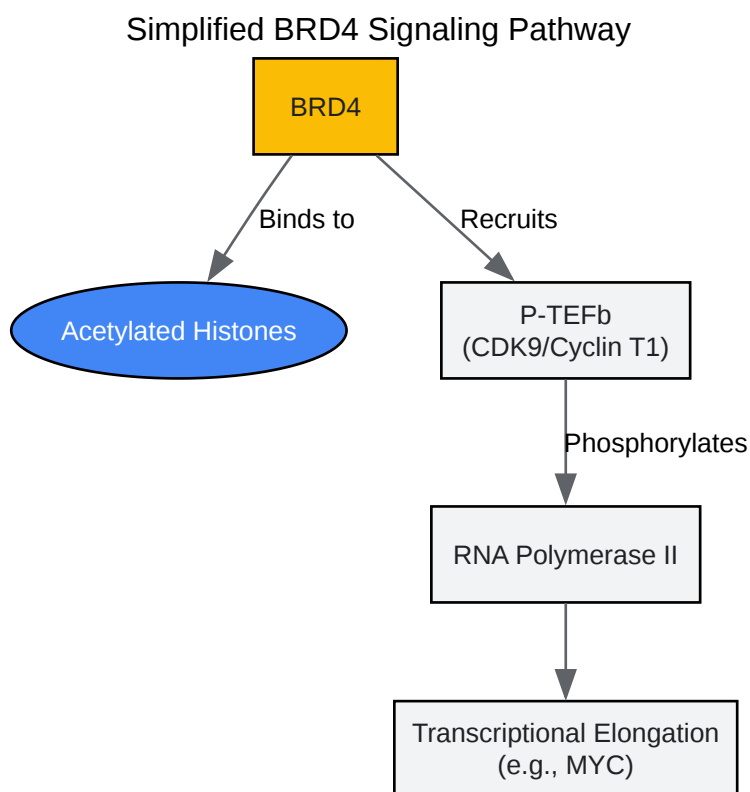 Simplified BRD4 Signaling Pathway
BRD4
Binds to
Recruits
Acetylated Histones
P-TEFb
(CDK9/Cyclin T1)
Phosphorylates
RNA Polymerase II
Transcriptional Elongation
(e.g., MYC)